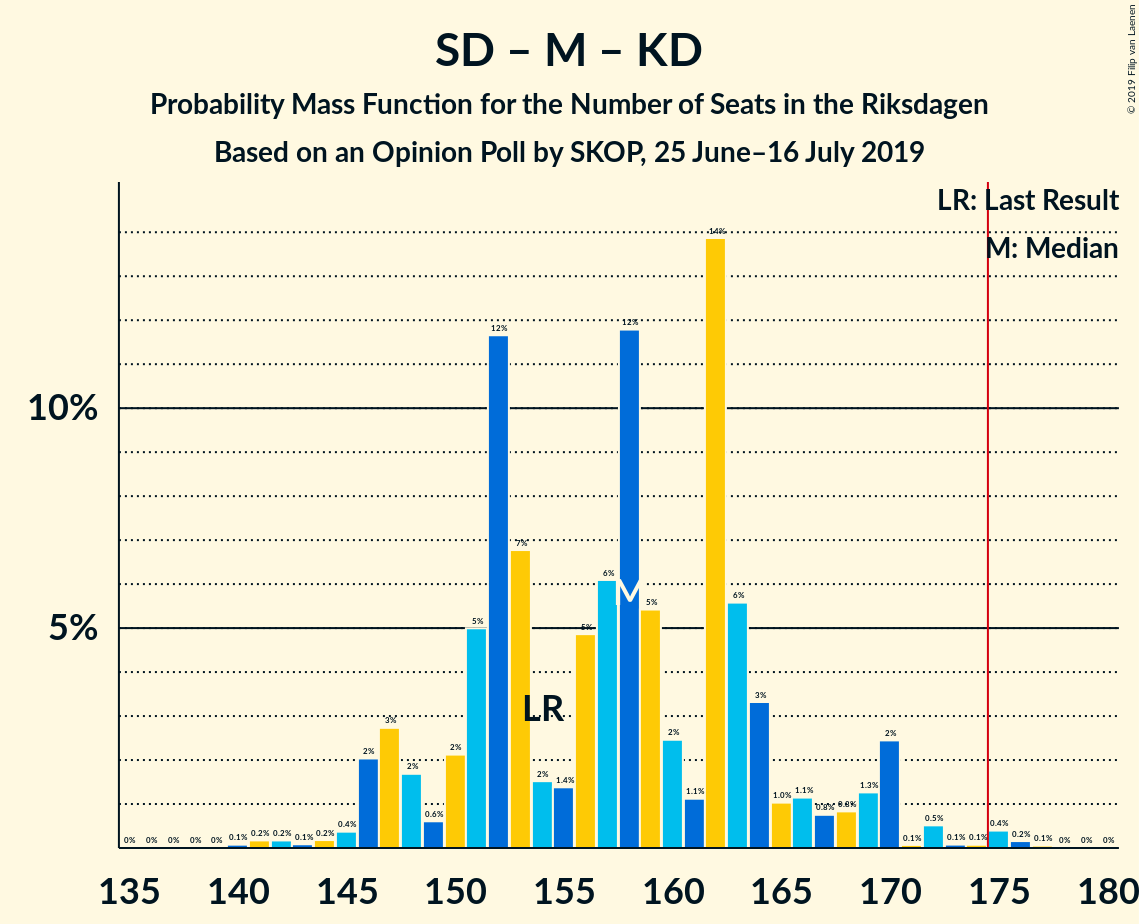 SD – M – KD
Probability Mass Function for the Number of Seats in the Riksdagen
Based on an Opinion Poll by SKOP, 25 June–16 July 2019
© 2019 Filip van Laenen
LR: Last Result
M: Median
10%
5%
LR
M
0% 0% 0% 0% 0% 0.1% 0.2% 0.2% 0.1% 0.2% 0.4% 2% 3% 2% 0.6% 2% 5% 12% 7% 2% 1.4% 5% 6% 12% 5% 2% 1.1% 14% 6% 3% 1.0% 1.1% 0.8% 0.8% 1.3% 2% 0.1% 0.5% 0.1% 0.1% 0.4% 0.2% 0.1% 0% 0% 0%
135 140 145 150 155 160 165 170 175 180